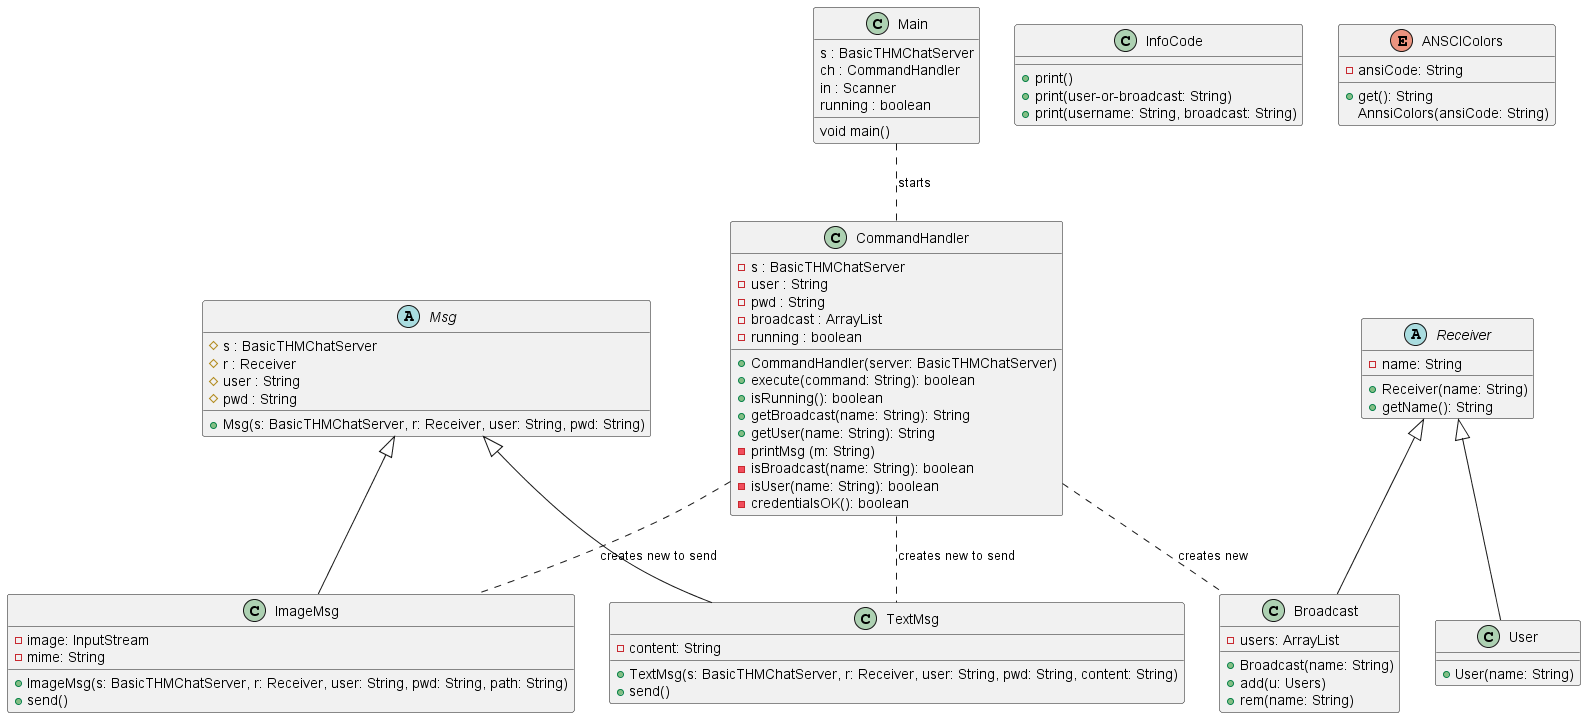 C Main
s : BasicTHMChatServer
ch : CommandHandler
in : Scanner
running : boolean
void main()
C InfoCode
print()
print(user-or-broadcast: String)
print(username: String, broadcast: String)
E ANSCIColors
ansiCode: String
get(): String
AnnsiColors(ansiCode: String)
starts
C CommandHandler
s : BasicTHMChatServer
user : String
pwd : String
broadcast : ArrayList
running : boolean
CommandHandler(server: BasicTHMChatServer)
execute(command: String): boolean
isRunning(): boolean
getBroadcast(name: String): String
getUser(name: String): String
printMsg (m: String)
isBroadcast(name: String): boolean
isUser(name: String): boolean
credentialsOK(): boolean
A Msg
s : BasicTHMChatServer
r : Receiver
user : String
pwd : String
Msg(s: BasicTHMChatServer, r: Receiver, user: String, pwd: String)
A Receiver
name: String
Receiver(name: String)
getName(): String
creates new to send
creates new to send
creates new
C ImageMsg
image: InputStream
mime: String
ImageMsg(s: BasicTHMChatServer, r: Receiver, user: String, pwd: String, path: String)
send()
C TextMsg
content: String
TextMsg(s: BasicTHMChatServer, r: Receiver, user: String, pwd: String, content: String)
send()
C Broadcast
users: ArrayList
Broadcast(name: String)
add(u: Users)
rem(name: String)
C User
User(name: String)